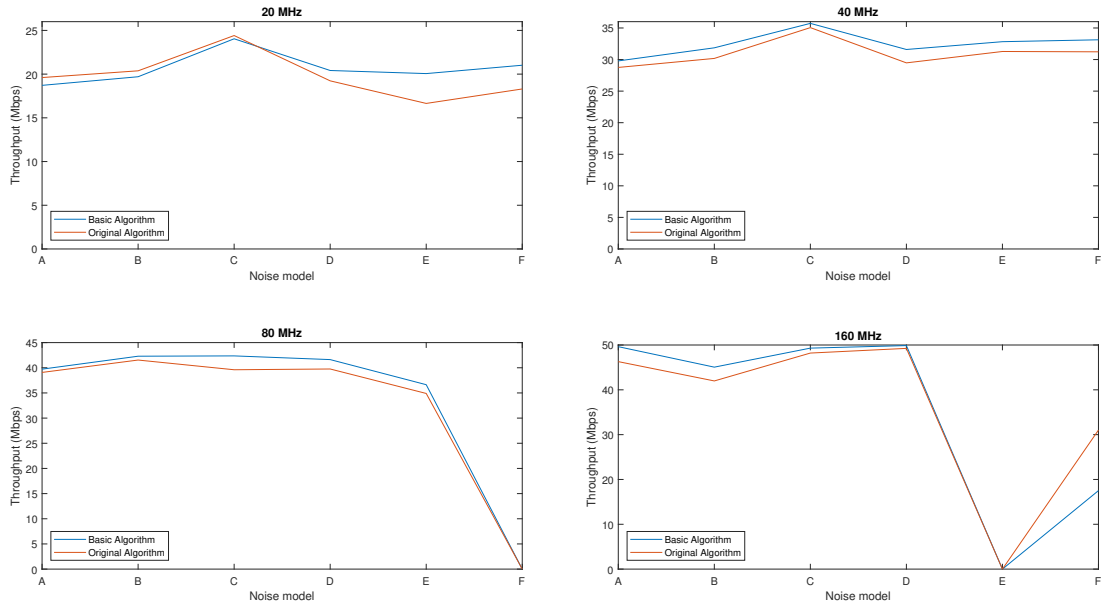 20 MHz
25
20
15
10
5
0
Throughput (Mbps)
Basic Algorithm
Original Algorithm
A B C D E F
Noise model
40 MHz
35
30
25
20
15
10
5
0
Throughput (Mbps)
Basic Algorithm
Original Algorithm
A B C D E F
Noise model
80 MHz
45
40
35
30
25
20
15
10
5
0
Throughput (Mbps)
Basic Algorithm
Original Algorithm
A B C D E F
Noise model
160 MHz
50
40
30
20
10
0
Throughput (Mbps)
Basic Algorithm
Original Algorithm
A B C D E F
Noise model